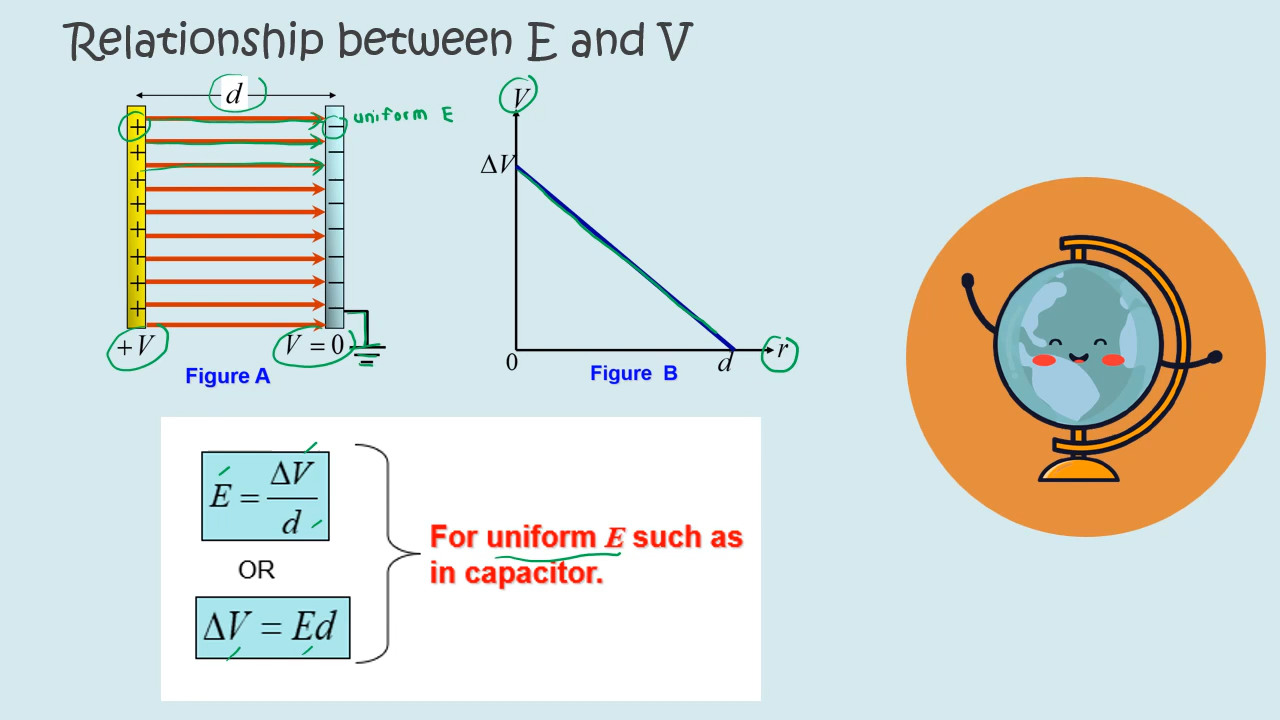 Relationship between E and V
d
uniform E
+ − 
+ −
+ −
+ −
+ −
+ −
+ −
+ −
+V
V = 0
Figure A
V
ΔV
0
d
r
Figure B
E = ΔV / d
OR
ΔV = Ed
For uniform E such as
in capacitor.